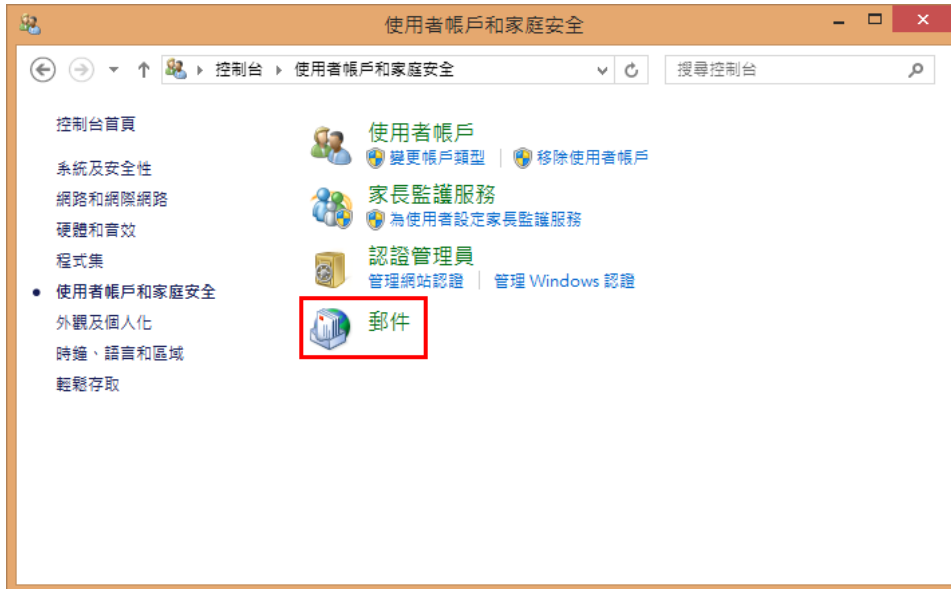 使用者帳戶和家庭安全
控制台 使用者帳戶和家庭安全 搜尋控制台
控制台首頁
系統及安全性
網路和網際網路
硬體和音效
程式集
使用者帳戶和家庭安全
外觀及個人化
時鐘、語言和區域
輕鬆存取
使用者帳戶
變更帳戶類型 移除使用者帳戶
家長監護服務
為使用者設定家長監護服務
認證管理員
管理網站認證 管理 Windows 認證
郵件